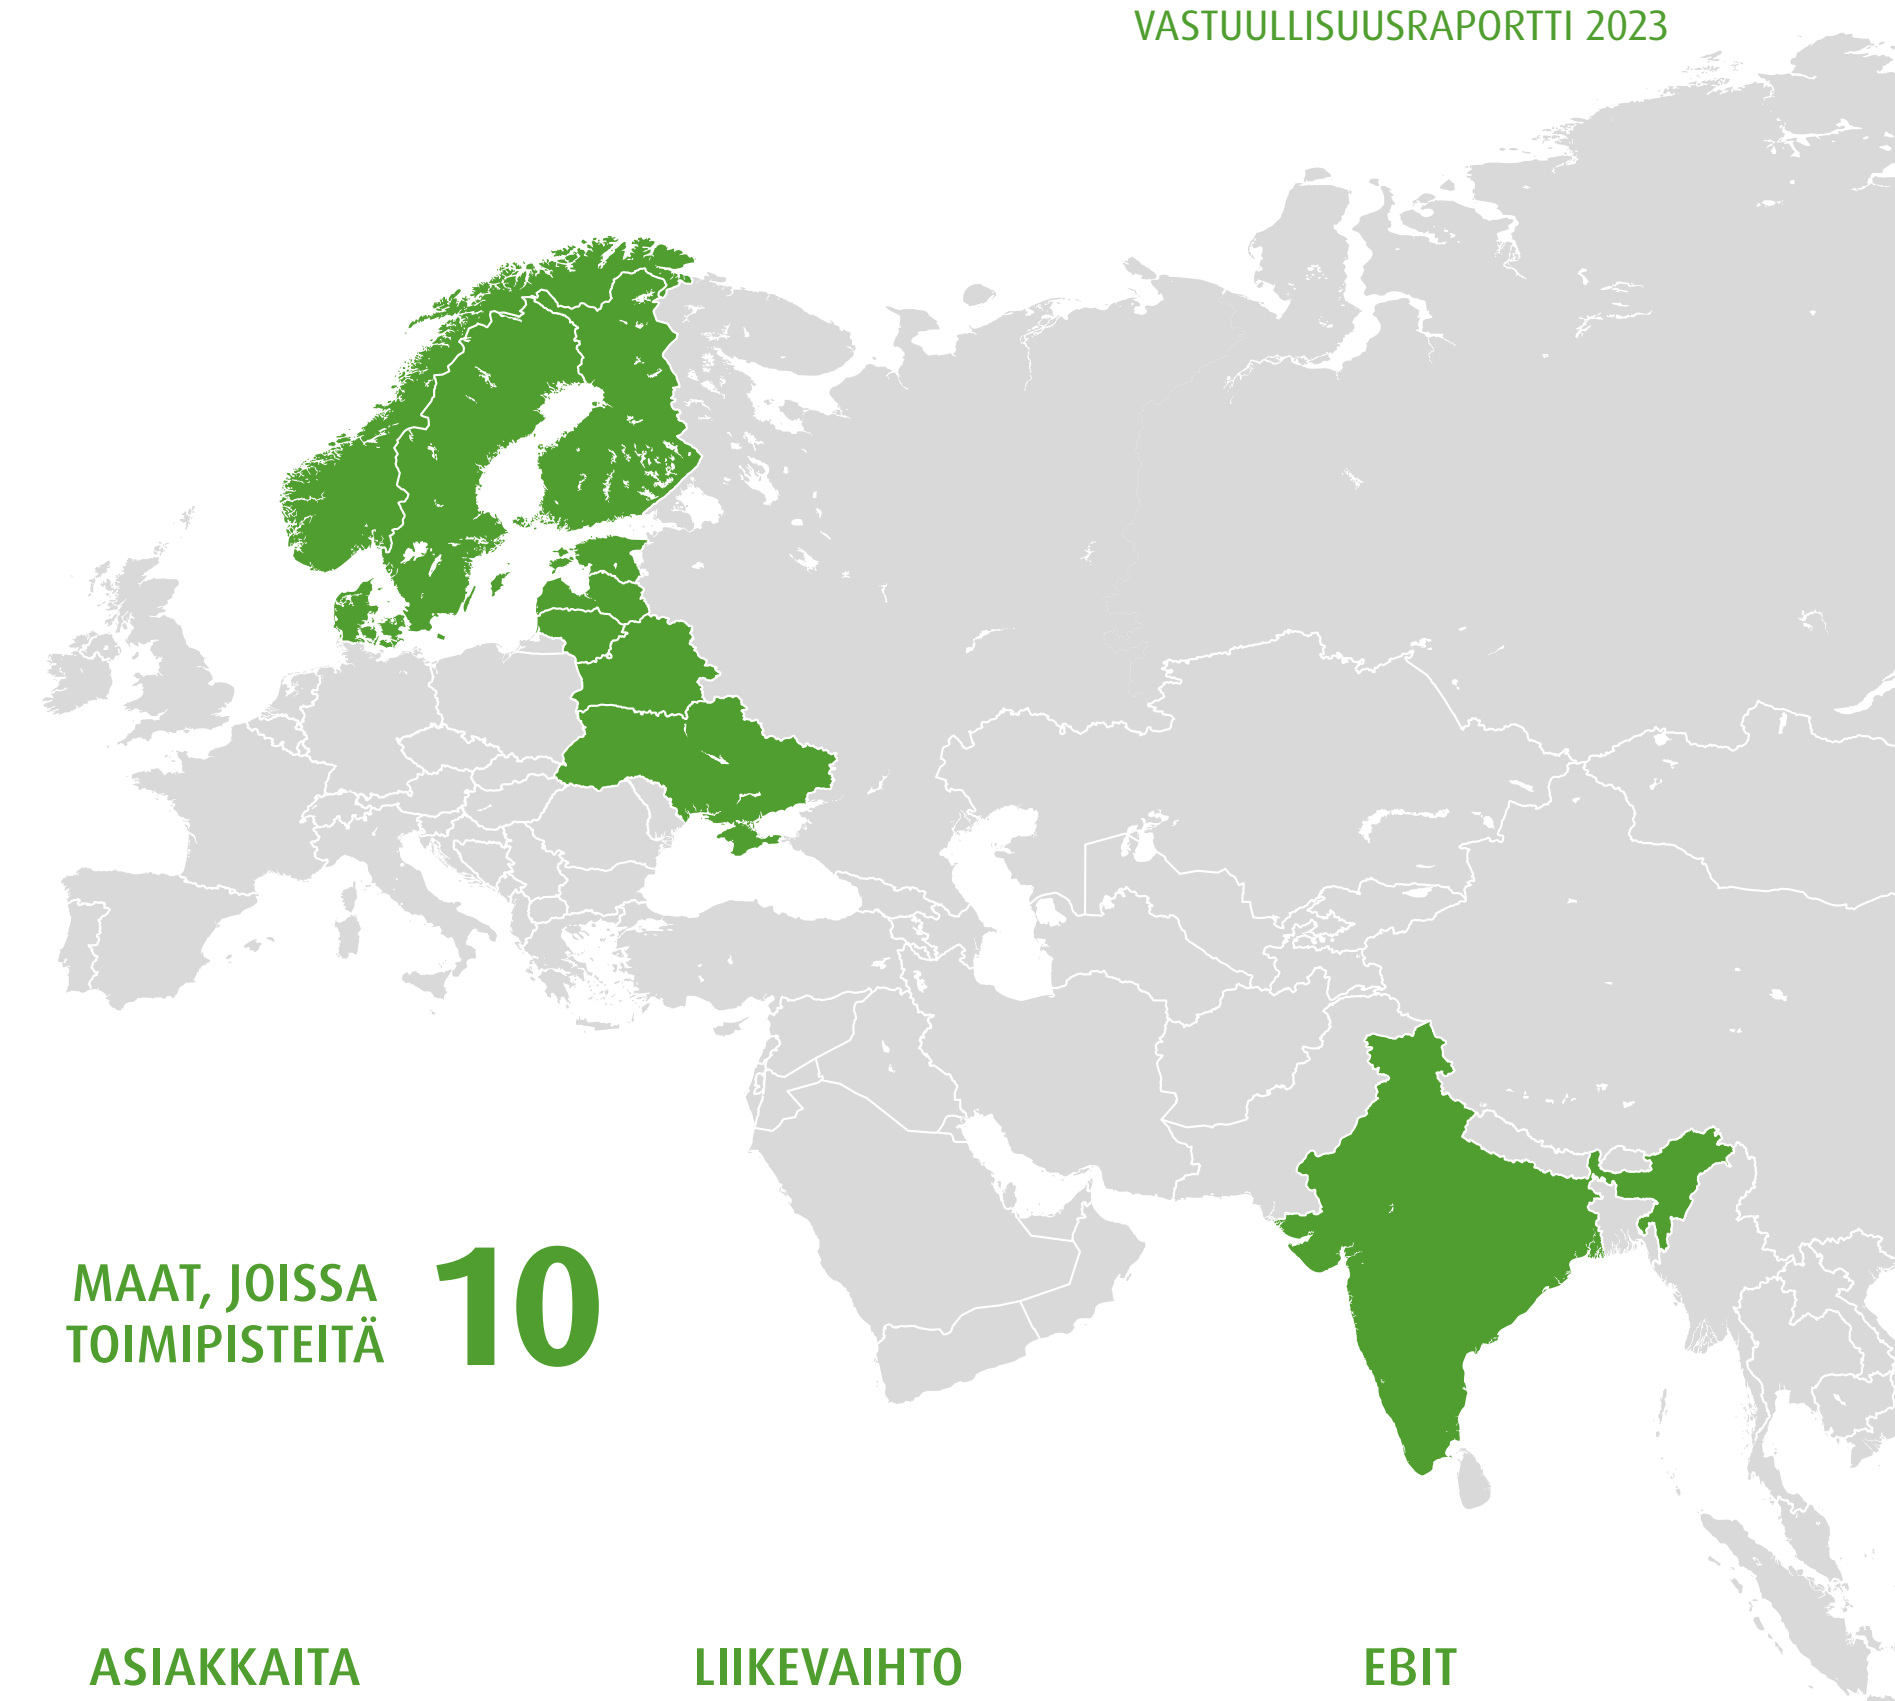 VASTUULLISUUSRAPORTTI 2023
MAAT, JOISSA
TOIMIPISTEITÄ
10
ASIAKKAITA
LIIKEVAIHTO
EBIT